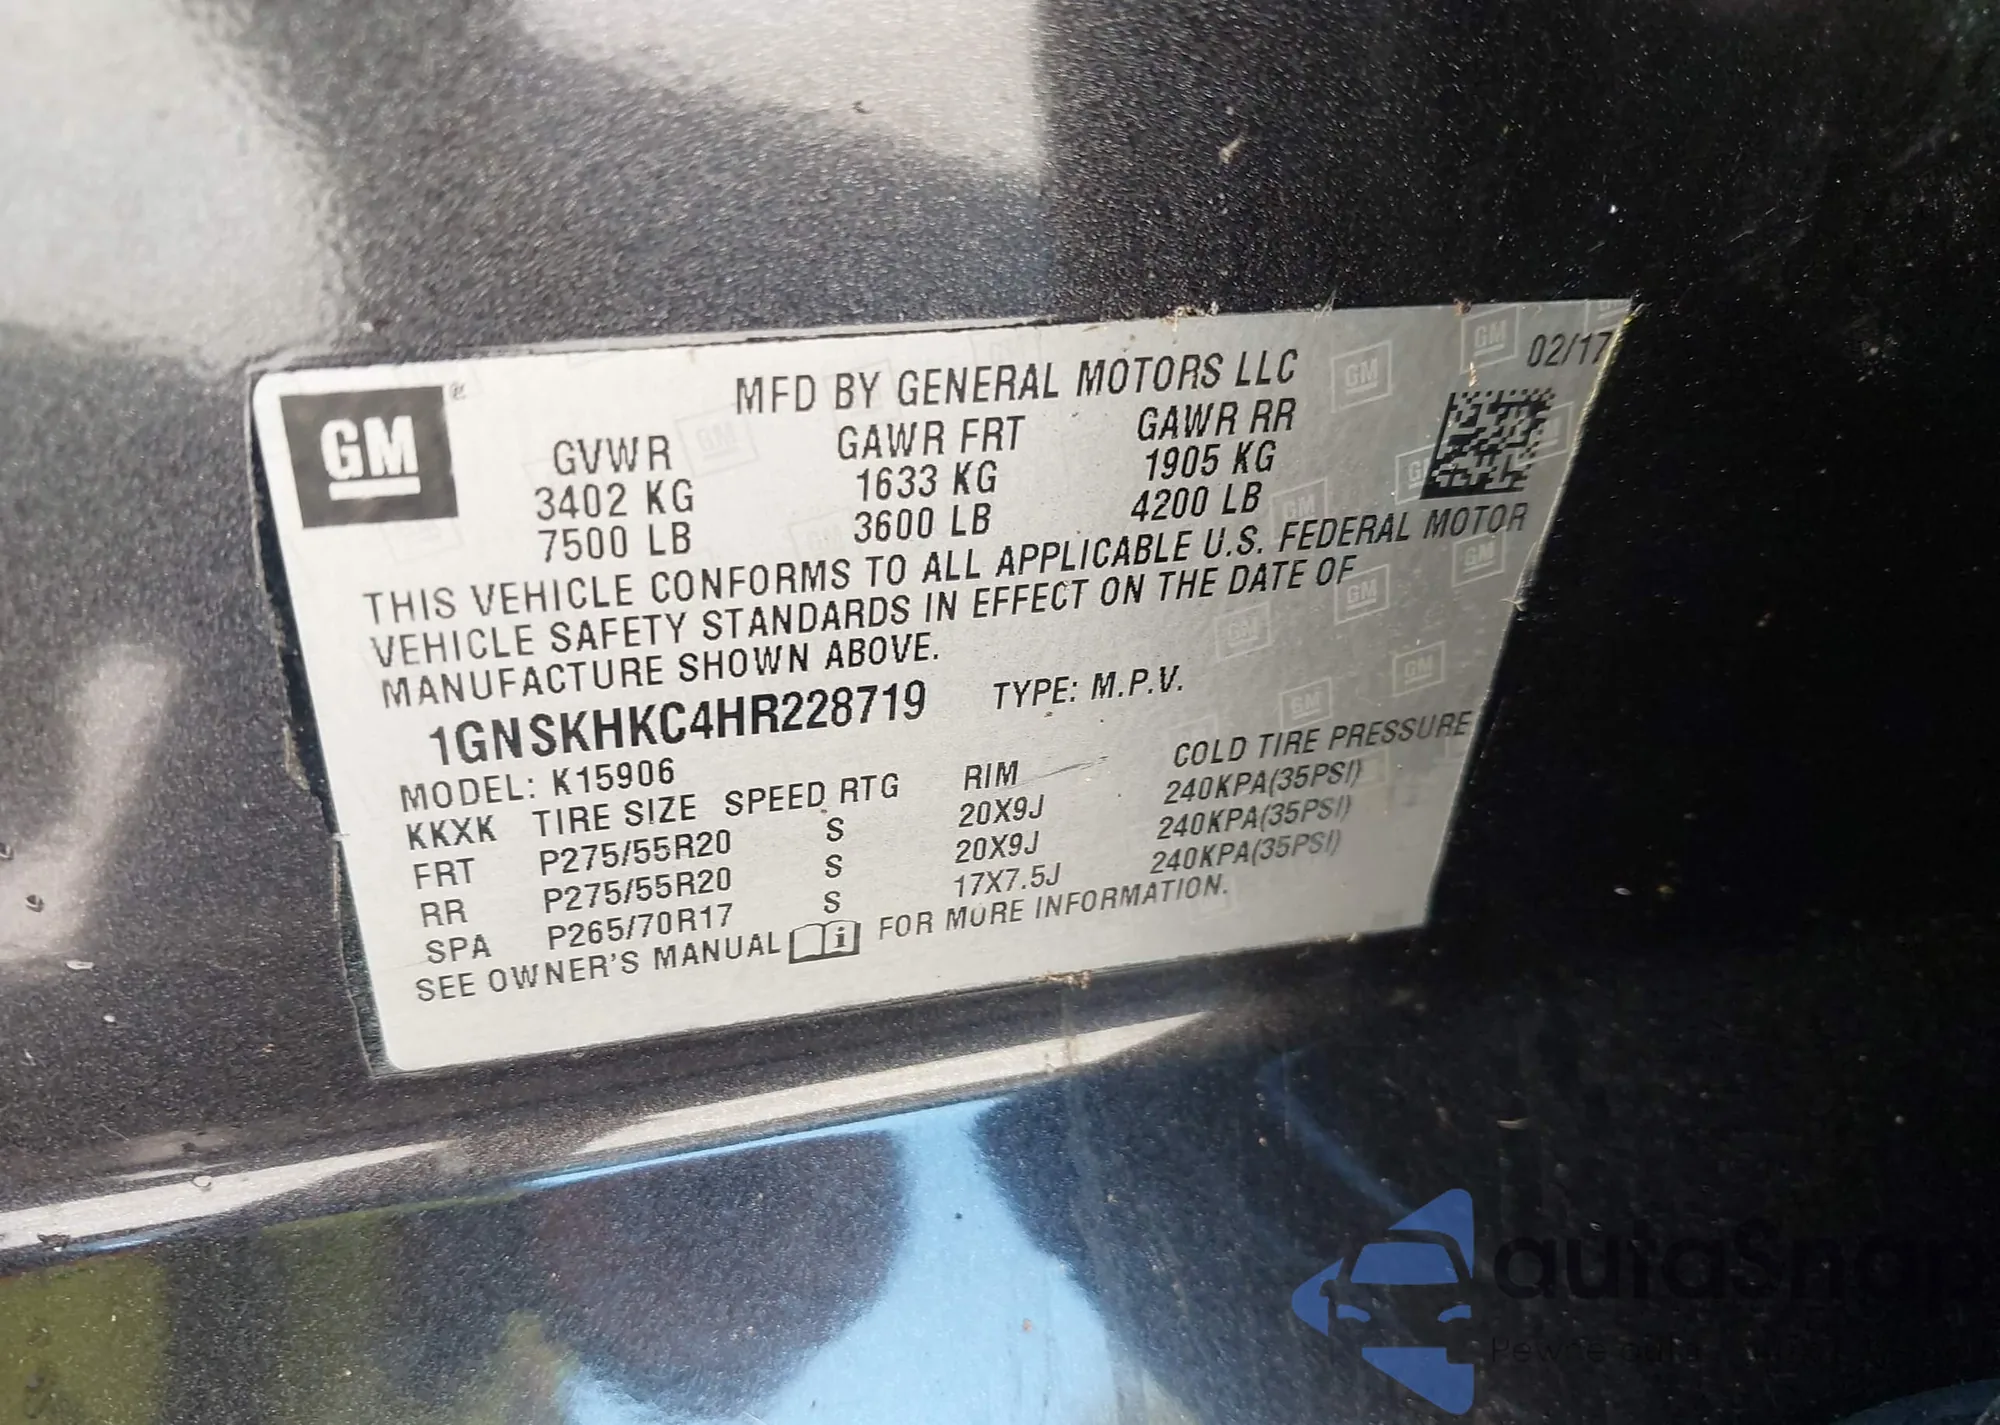 GM
MFD BY GENERAL MOTORS LLC
02/17
GVWR GAWR FRT GAWR RR
3402 KG 1633 KG 1905 KG
7500 LB 3600 LB 4200 LB
THIS VEHICLE CONFORMS TO ALL APPLICABLE U.S. FEDERAL MOTOR
VEHICLE SAFETY STANDARDS IN EFFECT ON THE DATE OF
MANUFACTURE SHOWN ABOVE.
1GNSKHKC4HR228719 TYPE: M.P.V.
MODEL: K15906
KKXK TIRE SIZE SPEED RTG RIM COLD TIRE PRESSURE
FRT P275/55R20 S 20X9J 240KPA(35PSI)
RR P275/55R20 S 20X9J 240KPA(35PSI)
SPA P265/70R17 S 17X7.5J 240KPA(35PSI)
SEE OWNER'S MANUAL FOR MORE INFORMATION.
autaSnap
Pewne auta